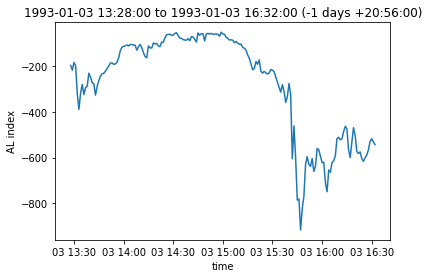 1993-01-03 13:28:00 to 1993-01-03 16:32:00 (-1 days +20:56:00)
−200
−400
−600
−800
AL index
03 13:30 03 14:00 03 14:30 03 15:00 03 15:30 03 16:00 03 16:30
time